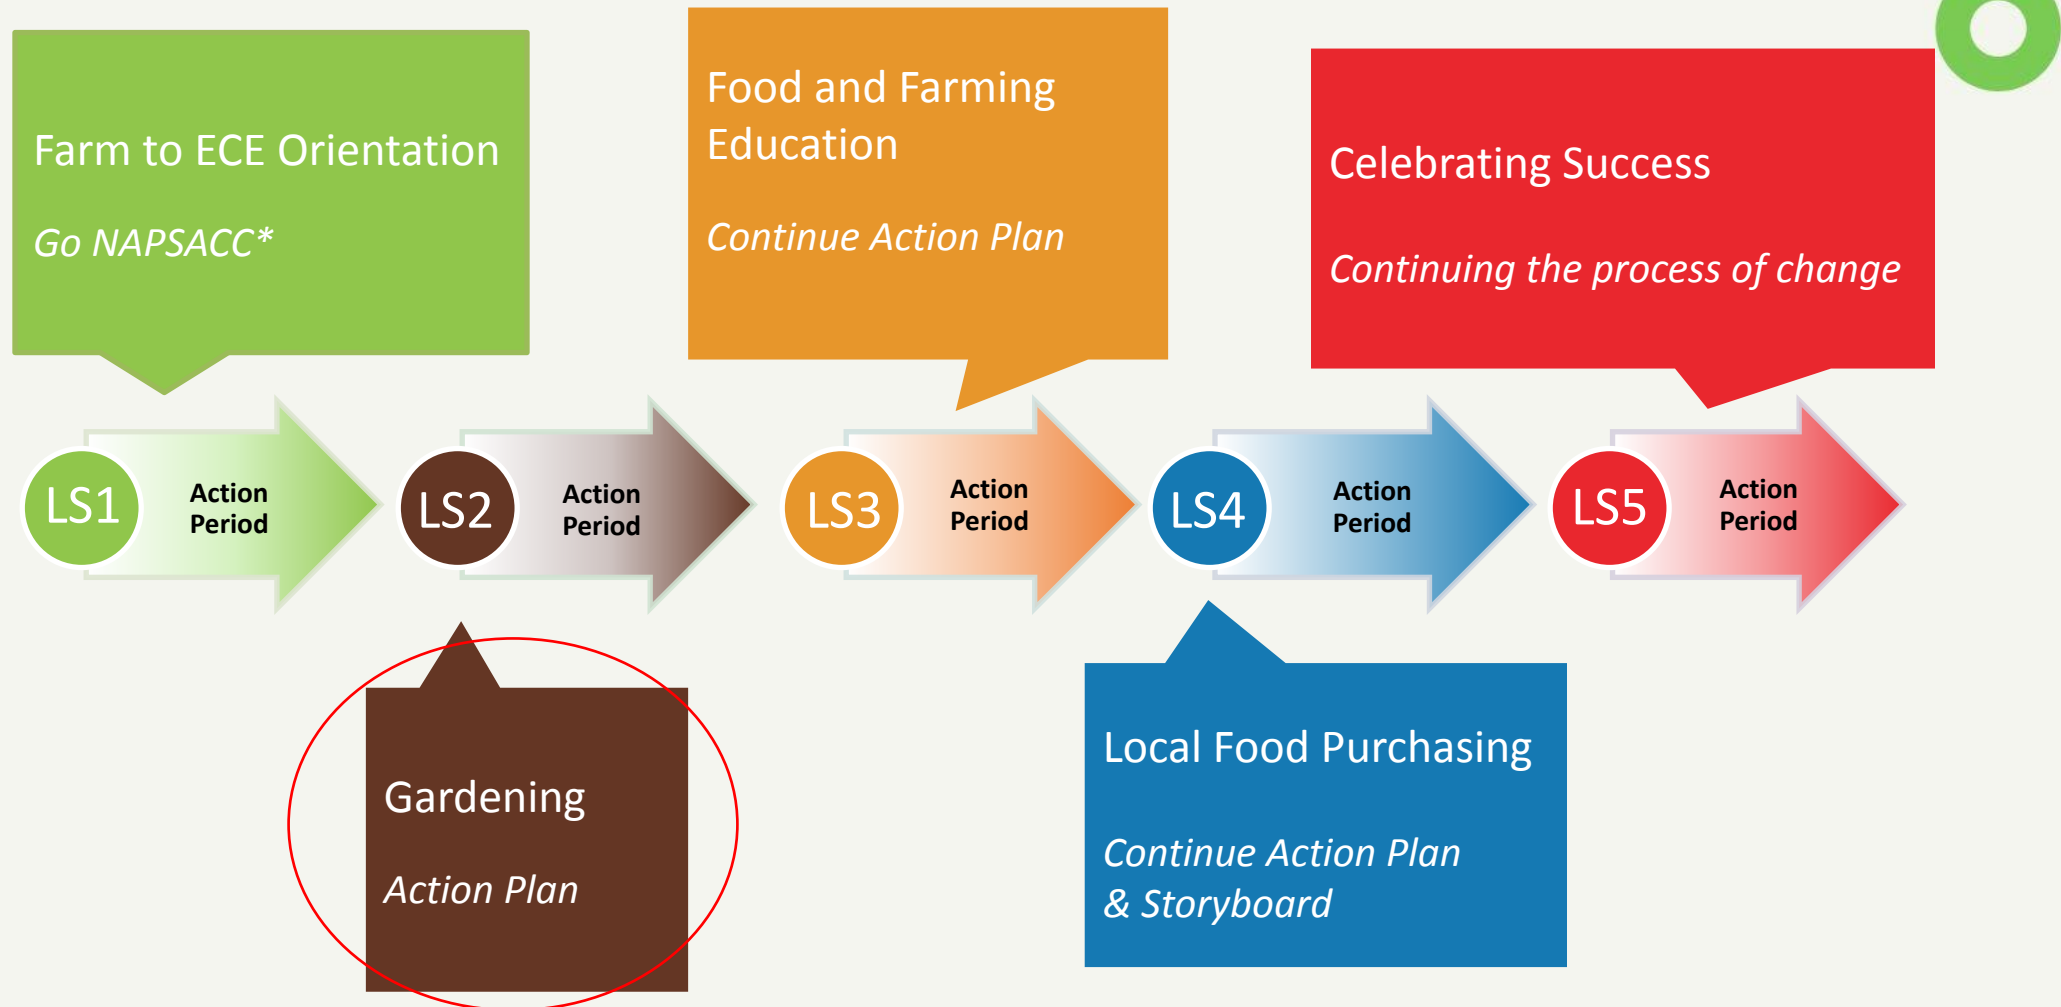 Farm to ECE Orientation
Go NAPSACC*
Food and Farming
Education
Continue Action Plan
Celebrating Success
Continuing the process of change
LS1
Action
Period
LS2
Action
Period
LS3
Action
Period
LS4
Action
Period
LS5
Action
Period
Gardening
Action Plan
Local Food Purchasing
Continue Action Plan
& Storyboard